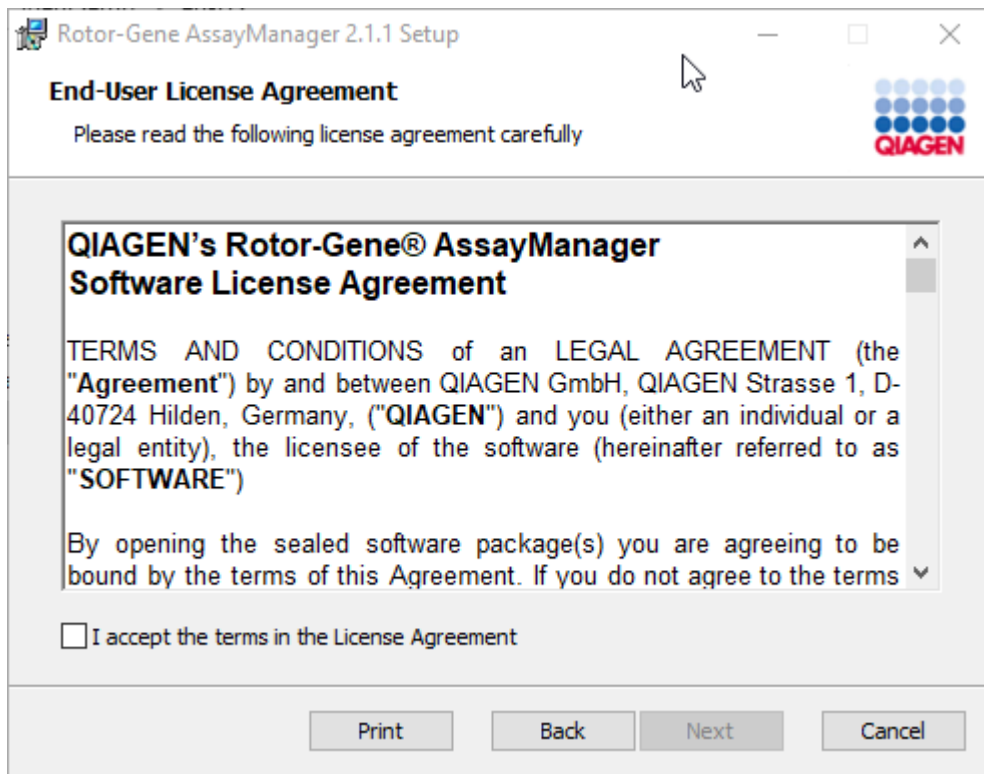 Rotor-Gene AssayManager 2.1.1 Setup
End-User License Agreement
Please read the following license agreement carefully
QIAGEN
QIAGEN’s Rotor-Gene® AssayManager
Software License Agreement
TERMS AND CONDITIONS of an LEGAL AGREEMENT (the
"Agreement") by and between QIAGEN GmbH, QIAGEN Strasse 1, D-
40724 Hilden, Germany, ("QIAGEN") and you (either an individual or a
legal entity), the licensee of the software (hereinafter referred to as
"SOFTWARE")
By opening the sealed software package(s) you are agreeing to be
bound by the terms of this Agreement. If you do not agree to the terms
I accept the terms in the License Agreement
Print
Back
Next
Cancel